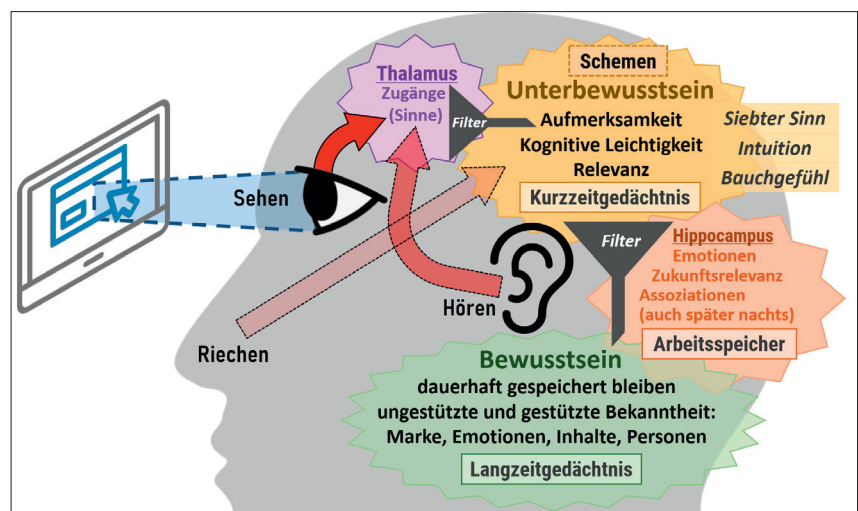 Thalamus
Zugänge
(Sinne)
Filter
Schemen
Unterbewusstsein
Aufmerksamkeit
Kognitive Leichtigkeit
Relevanz
Kurzzeitgedächtnis
Siebter Sinn
Intuition
Bauchgefühl
Sehen
Filter
Hippocampus
Emotionen
Zukunftsrelevanz
Assoziationen
(auch später nachts)
Arbeitsspeicher
Hören
Riechen
Bewusstsein
dauerhaft gespeichert bleiben
ungestützte und gestützte Bekanntheit:
Marke, Emotionen, Inhalte, Personen
Langzeitgedächtnis